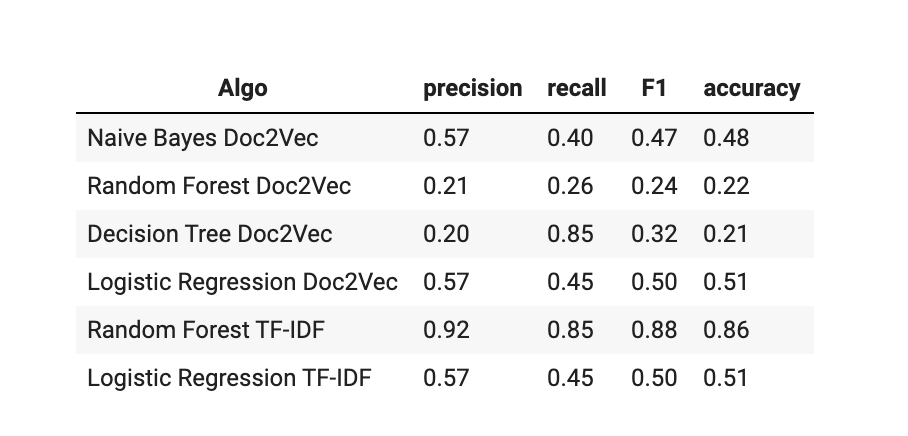 Algo precision recall F1 accuracy
Naive Bayes Doc2Vec 0.57 0.40 0.47 0.48
Random Forest Doc2Vec 0.21 0.26 0.24 0.22
Decision Tree Doc2Vec 0.20 0.85 0.32 0.21
Logistic Regression Doc2Vec 0.57 0.45 0.50 0.51
Random Forest TF-IDF 0.92 0.85 0.88 0.86
Logistic Regression TF-IDF 0.57 0.45 0.50 0.51